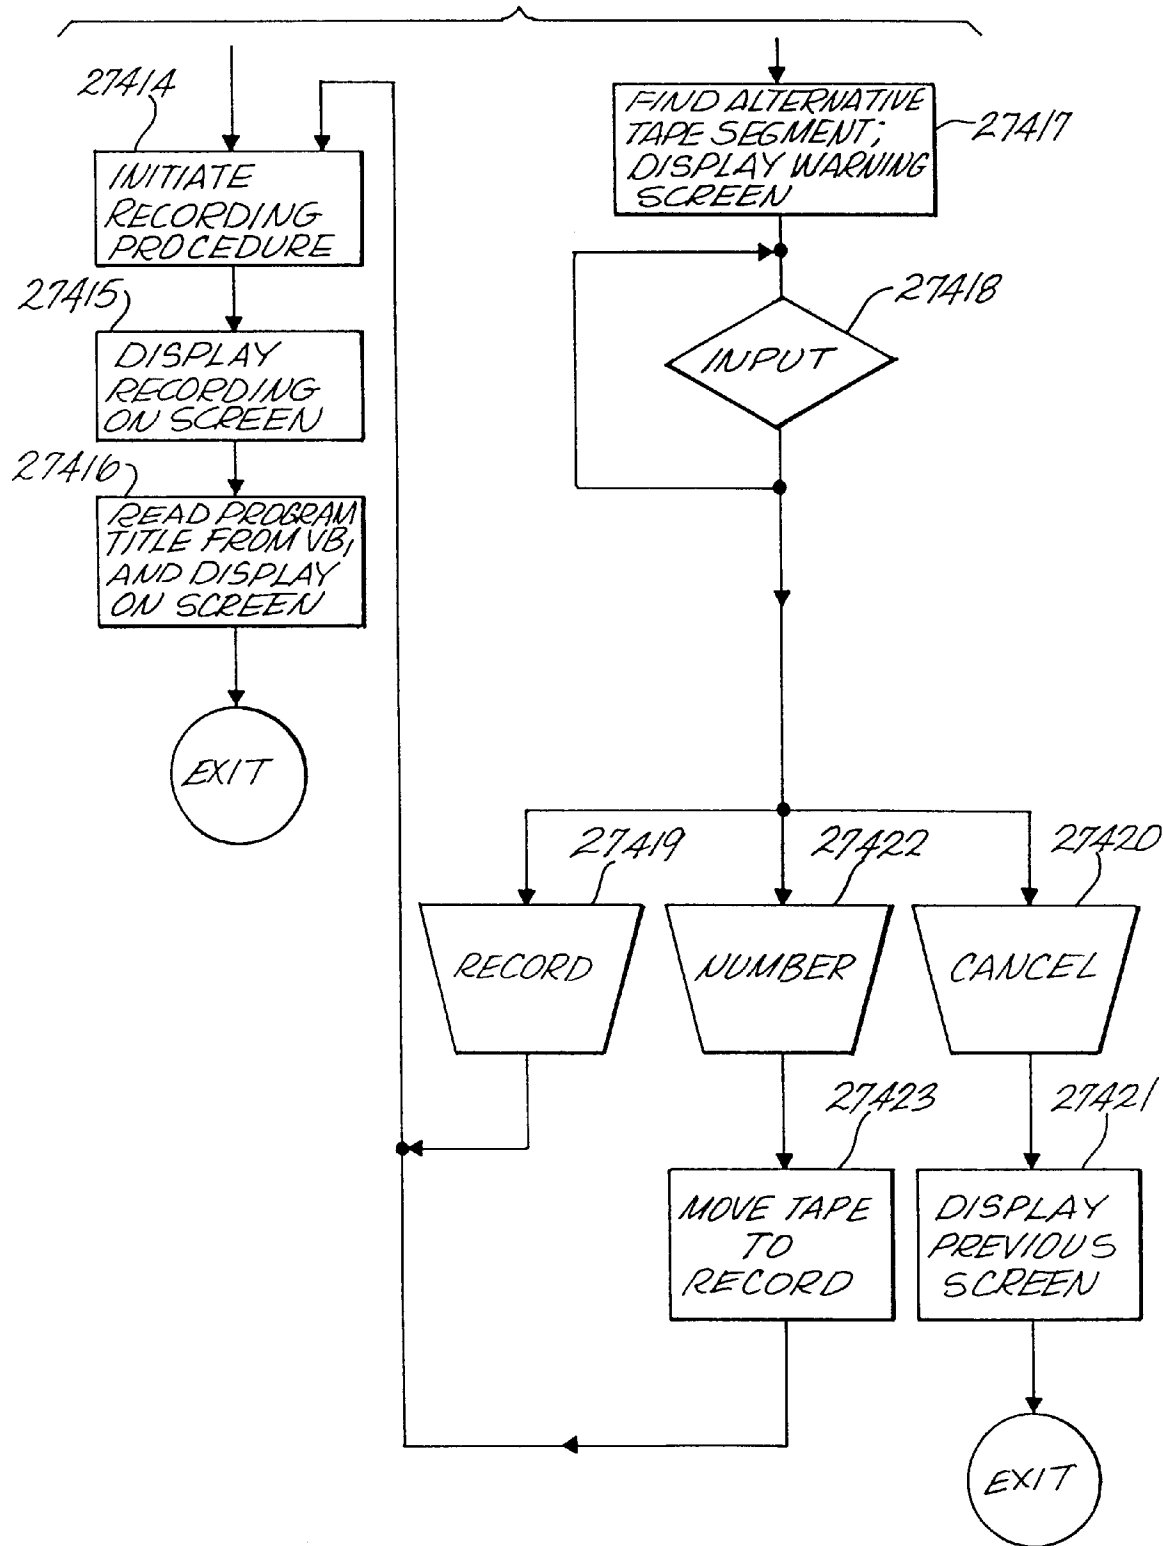 27414
INITIATE
RECORDING
PROCEDURE
27415
DISPLAY
RECORDING
ON SCREEN
27416
READ PROGRAM
TITLE FROM VB,
AND DISPLAY
ON SCREEN
EXIT
FIND ALTERNATIVE
TAPE SEGMENT;
DISPLAY WARNING
SCREEN
27417
27418
INPUT
27419
RECORD
27422
NUMBER
27420
CANCEL
27423
MOVE TAPE
TO
RECORD
27421
DISPLAY
PREVIOUS
SCREEN
EXIT